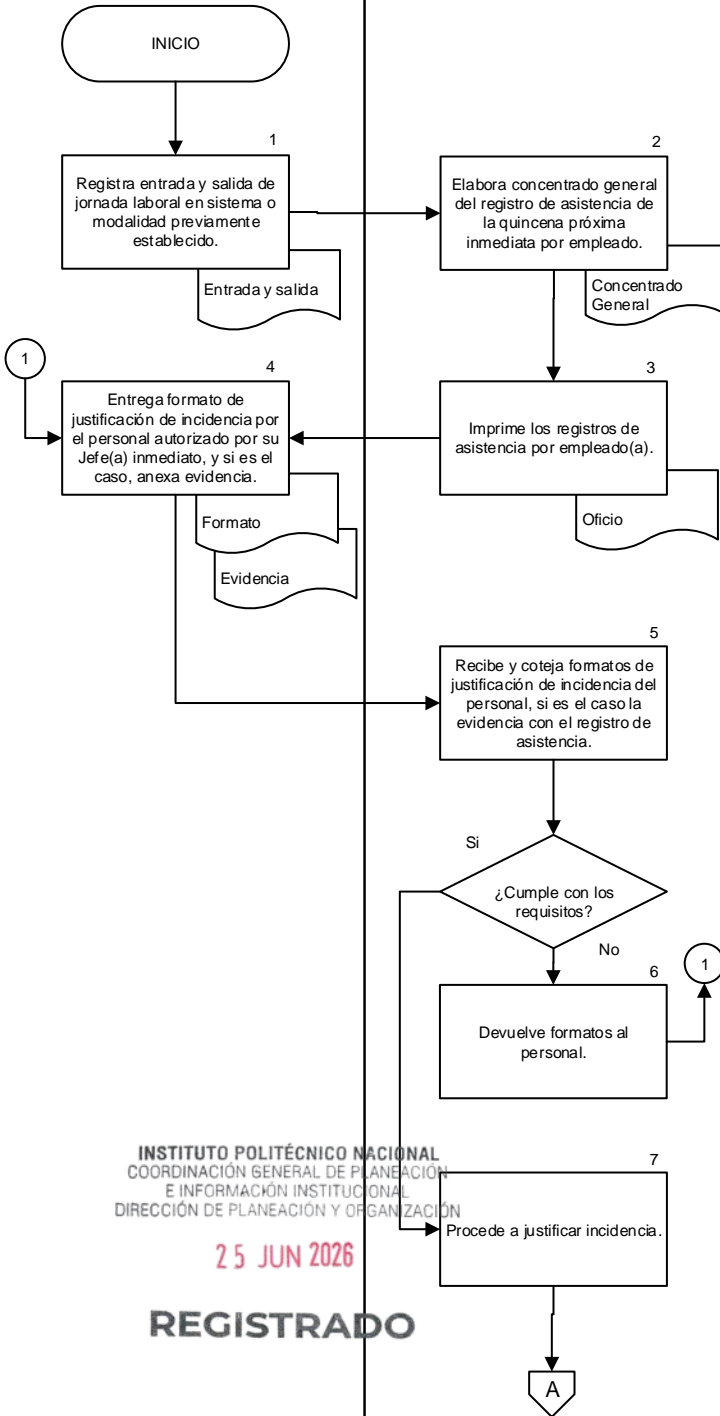 INICIO
1
Registra entrada y salida de
jornada laboral en sistema o
modalidad previamente
establecido.
Entrada y salida
2
Elabora concentrado general
del registro de asistencia de
la quincena próxima
inmediata por empleado.
Concentrado
General
3
Imprime los registros de
asistencia por empleado(a).
Oficio
1
4
Entrega formato de
justificación de incidencia por
el personal autorizado por su
Jefe(a) inmediato, y si es el
caso, anexa evidencia.
Formato
Evidencia
5
Recibe y coteja formatos de
justificación de incidencia del
personal, si es el caso la
evidencia con el registro de
asistencia.
Si
¿Cumple con los
requisitos?
No
6
1
Devuelve formatos al
personal.
7
Procede a justificar incidencia.
A
INSTITUTO POLITÉCNICO NACIONAL
COORDINACIÓN GENERAL DE PLANEACIÓN
E INFORMACIÓN INSTITUCIONAL
DIRECCIÓN DE PLANEACIÓN Y ORGANIZACIÓN
25 JUN 2026
REGISTRADO